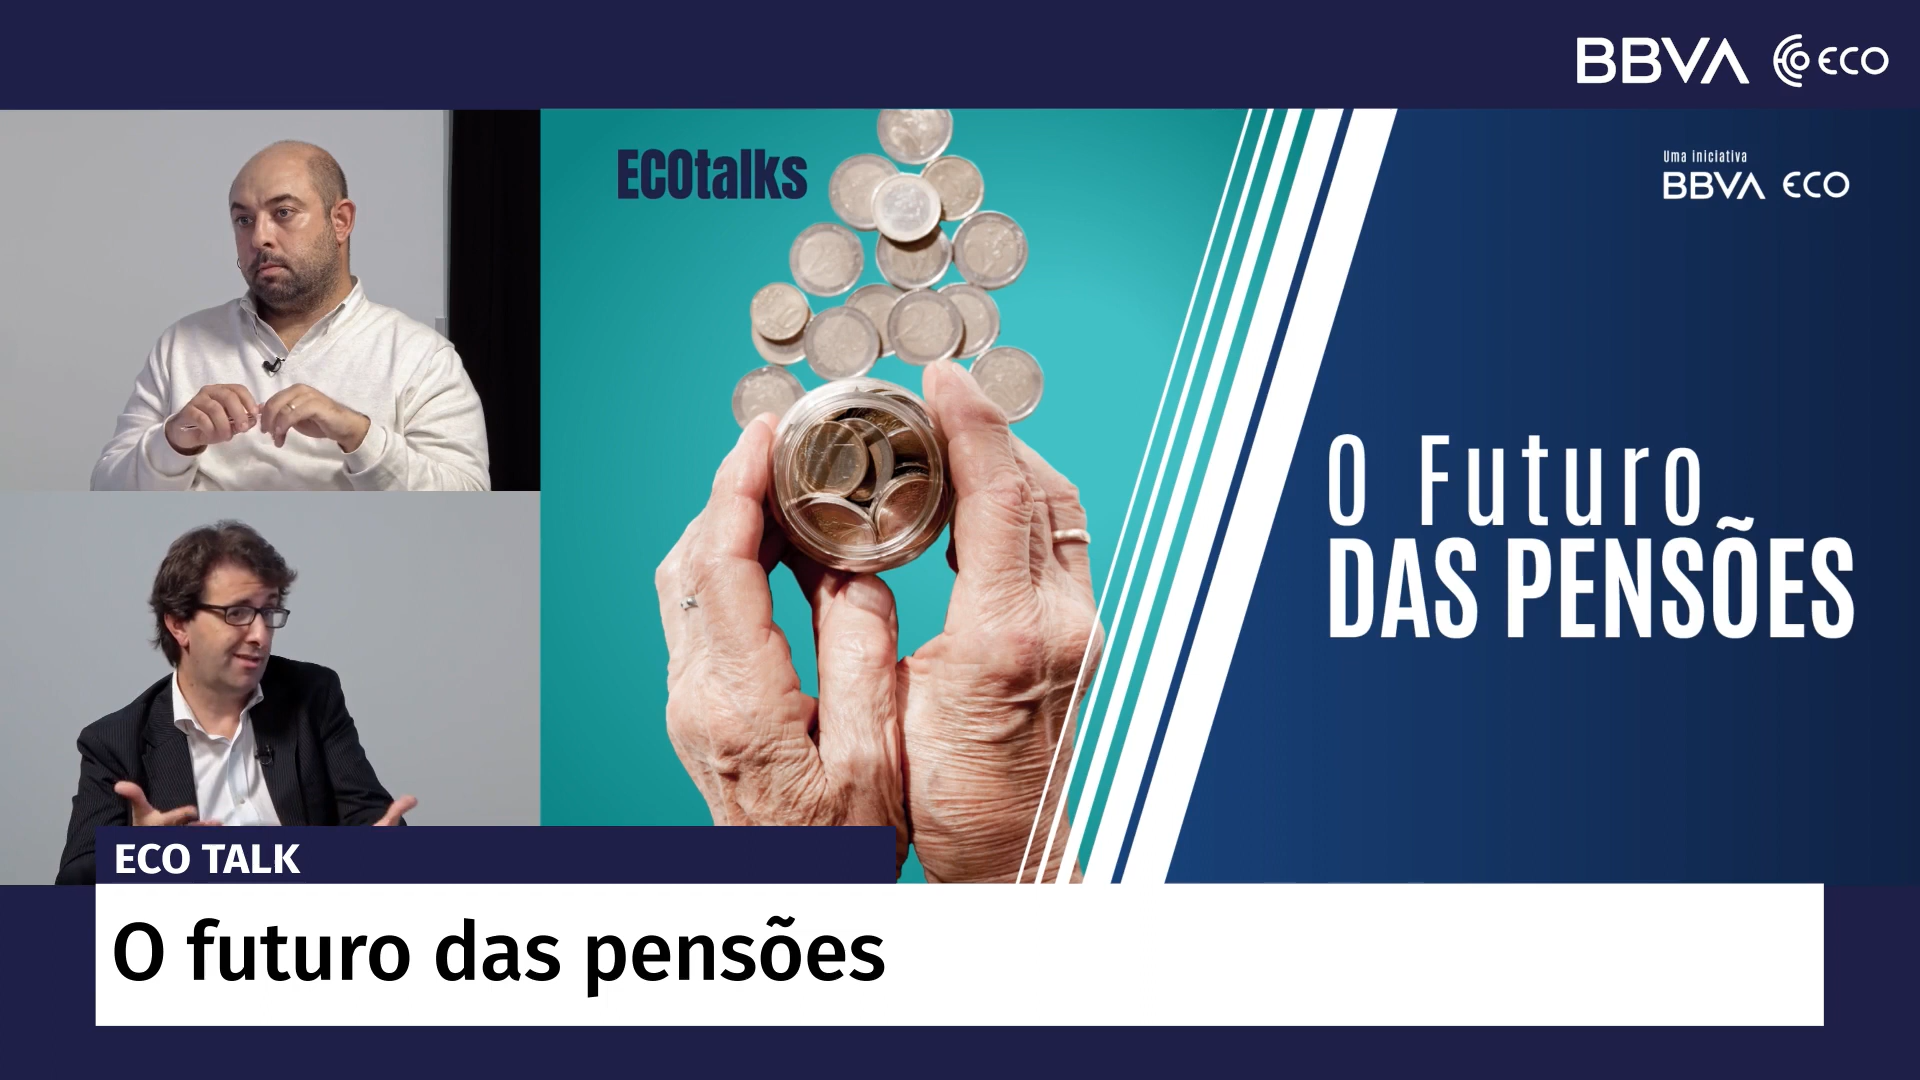 BBVA ECO
ECOtalks
Uma iniciativa
BBVA ECO
O Futuro
DAS PENSÕES
ECO TALK
O futuro das pensões